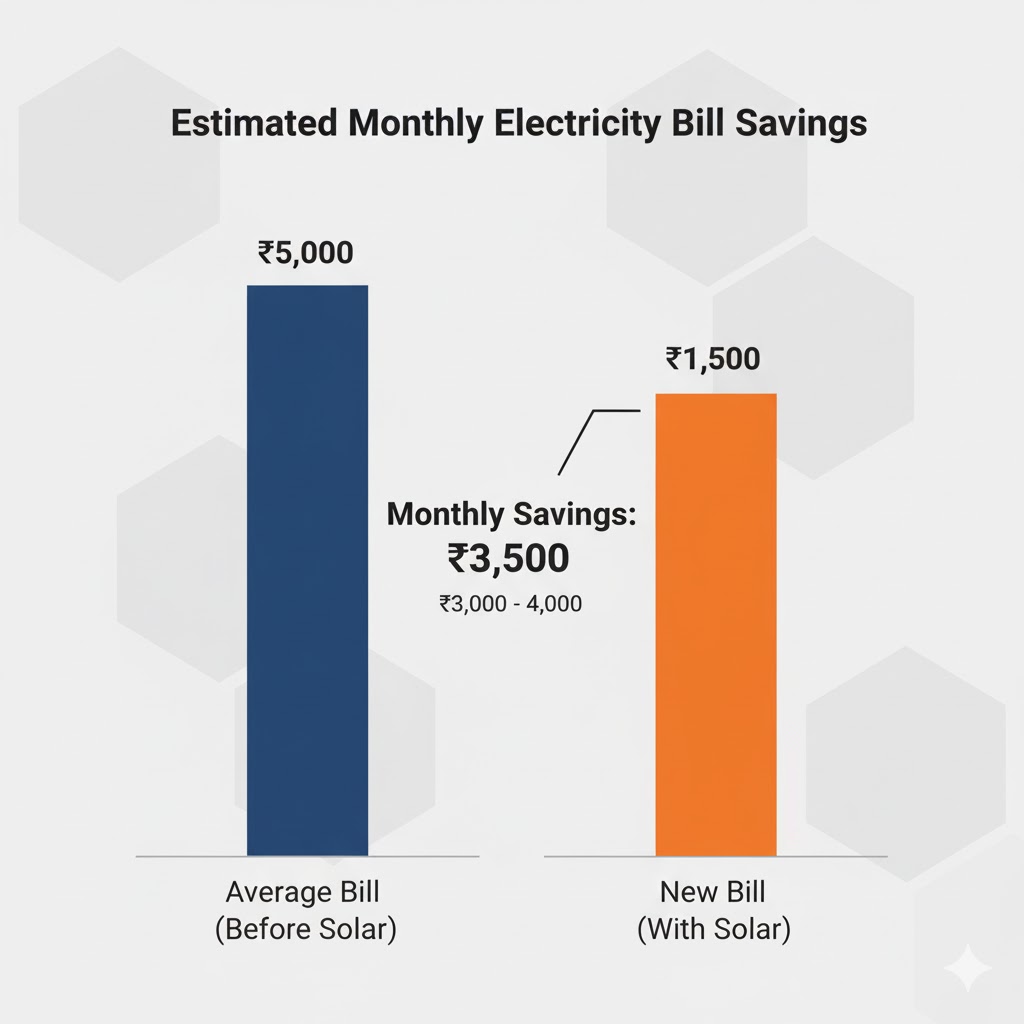 Estimated Monthly Electricity Bill Savings
₹5,000
₹1,500
Monthly Savings:
₹3,500
₹3,000 - 4,000
Average Bill
(Before Solar)
New Bill
(With Solar)